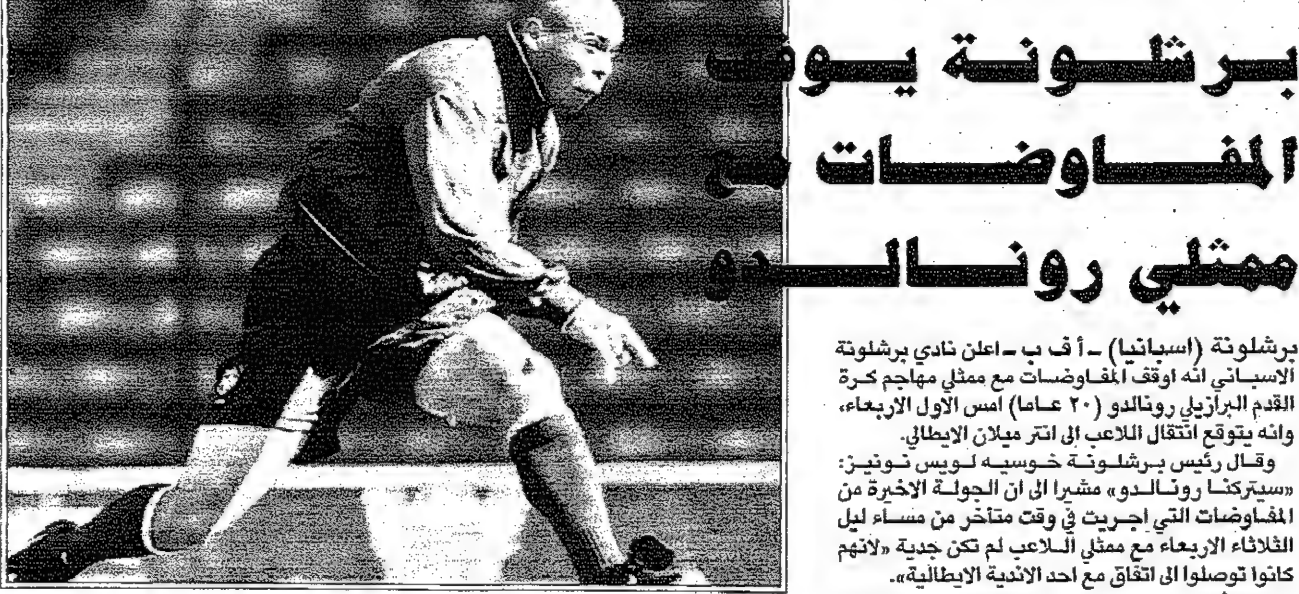 برشلونة يوقف
المفاوضات مع
ممثلي رونالدو
برشلونة (اسبانيا) - أ ف ب - اعلن نادي برشلونة
الاسباني انه اوقف المفاوضات مع ممثلي مهاجم كرة
القدم البرازيلي رونالدو (٢٠ عاما) امس الاول الاربعاء،
وانه يتوقع انتقال اللاعب الى انتر ميلان الايطالي.
وقال رئيس برشلونة خوسيه لويس نونيز:
«سيتركنا رونالدو» مشيرا الى ان الجولة الاخيرة من
المفاوضات التي اجريت في وقت متأخر من مساء ليل
الثلاثاء الاربعاء مع ممثلي اللاعب لم تكن جدية «لانهم
كانوا توصلوا الى اتفاق مع احد الاندية الايطالية».